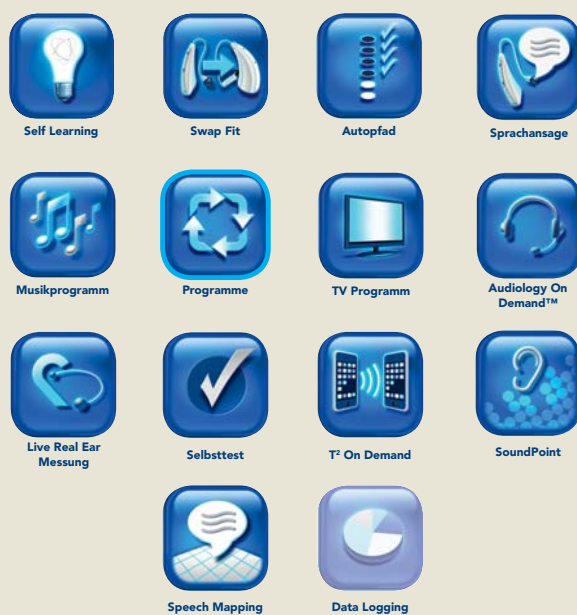 Self Learning
Swap Fit
Autopfad
Sprachansage
Musikprogramm
Programme
TV Programm
Audiology On
Demand™
Live Real Ear
Messung
Selbsttest
T² On Demand
SoundPoint
Speech Mapping
Data Logging